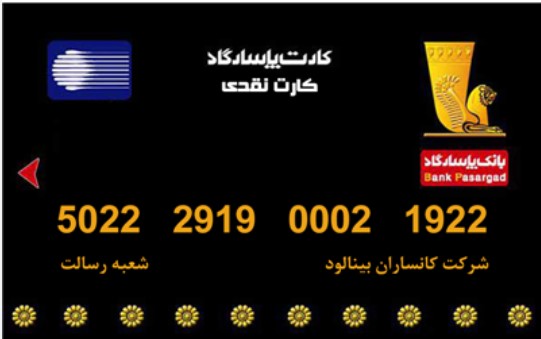 کارت پاسارگاد
کارت نقدی
بانک پاسارگاد
Bank Pasargad
5022 2919 0002 1922
شرکت کانساران بینالود
شعبه رسالت